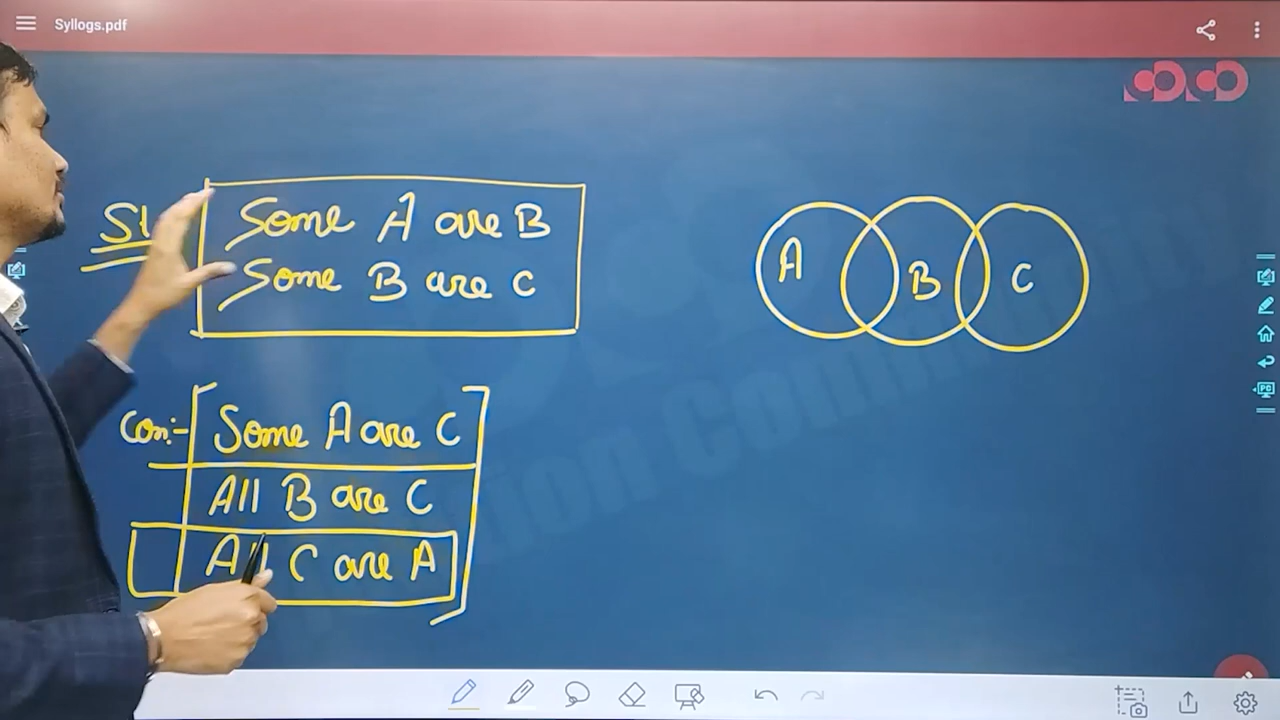 Syllogs.pdf
St
Some A are B
Some B are C
A B C
Con:- Some A are C
All B are C
All C are A